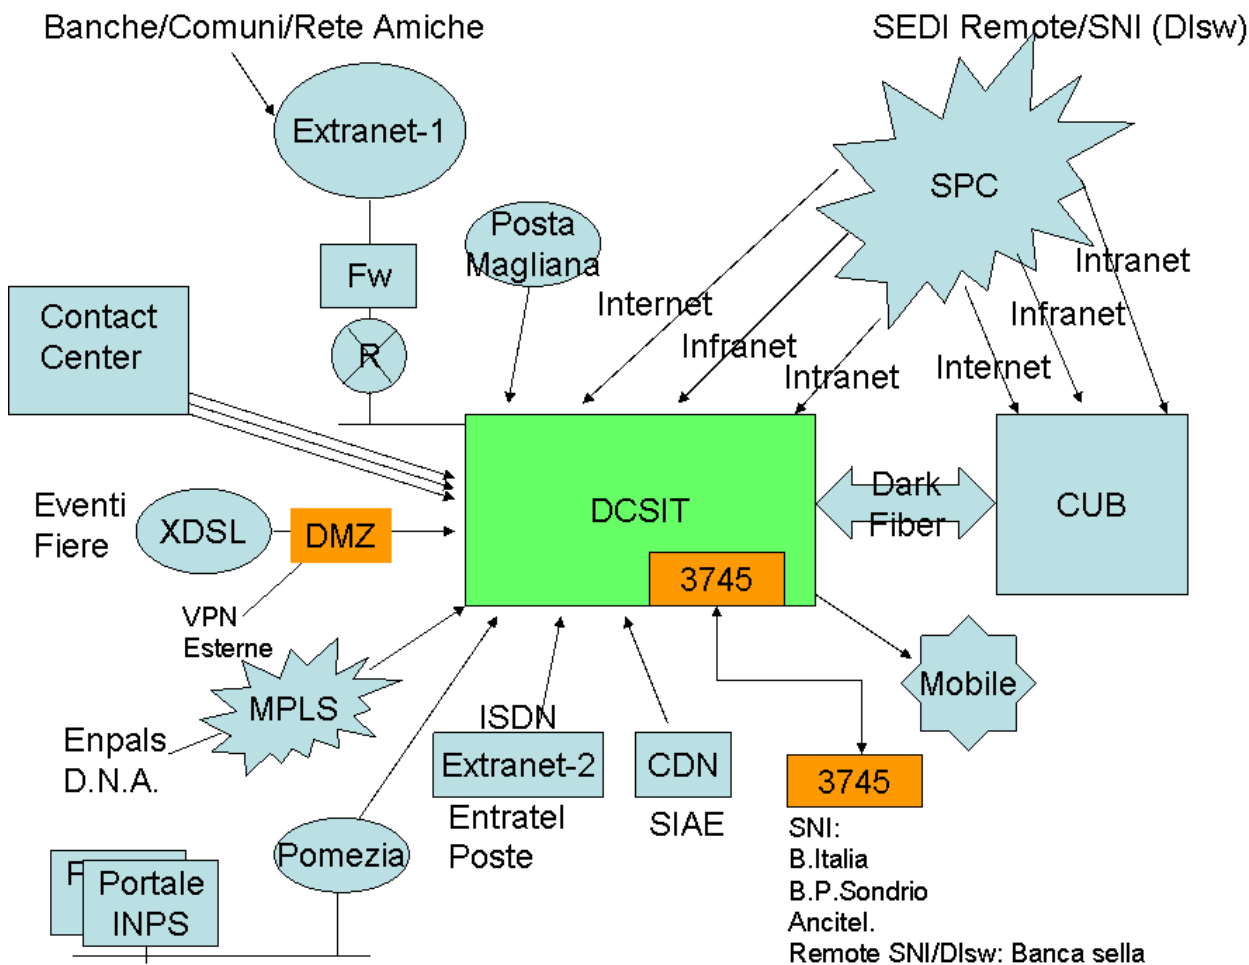 Banche/Comuni/Rete Amiche
SEDI Remote/SNI (Dlsw)
Extranet-1
SPC
Posta
Magliana
Fw
Intranet
Internet
Infranet
Contact
Center
R
Infranet
Intranet
Internet
Dark
Fiber
DCSIT
CUB
Eventi
Fiere
XDSL
DMZ
3745
VPN
Esterne
MPLS
Mobile
ISDN
Enpals
D.N.A.
Extranet-2
CDN
3745
Entratel
Poste
SIAE
Pomezia
SNI:
B.Italia
B.P.Sondrio
Ancitel.
Remote SNI/Dlsw: Banca sella
Portale
INPS